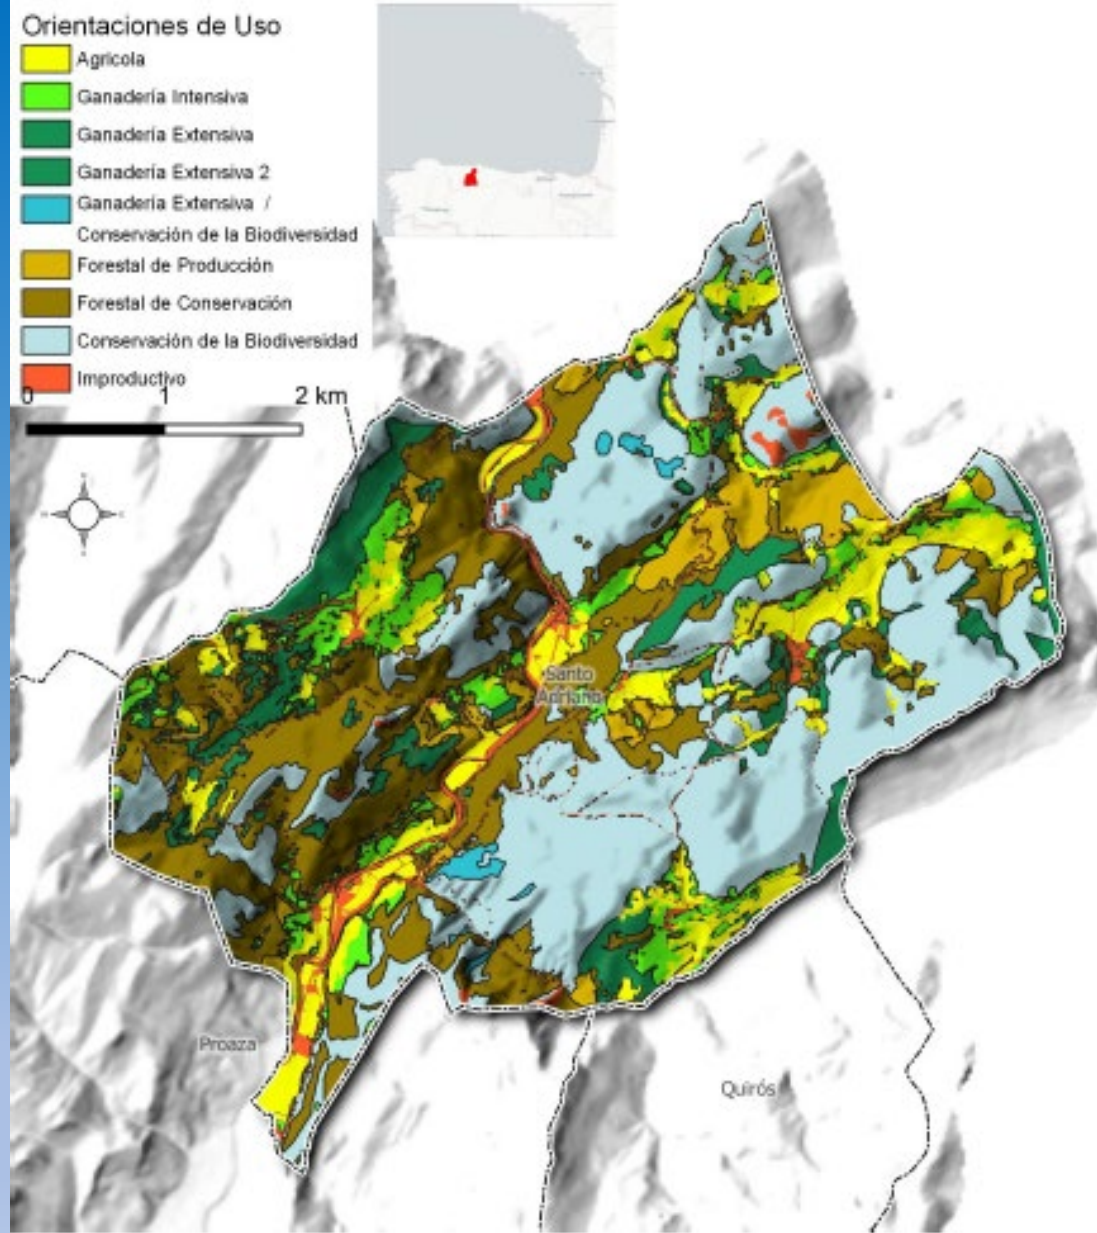 Orientaciones de Uso
Agrícola
Ganadería Intensiva
Ganadería Extensiva
Ganadería Extensiva 2
Ganadería Extensiva /
Conservación de la Biodiversidad
Forestal de Producción
Forestal de Conservación
Conservación de la Biodiversidad
Improductivo
0 1 2 km
Santo
Adriano
Proaza
Quirós